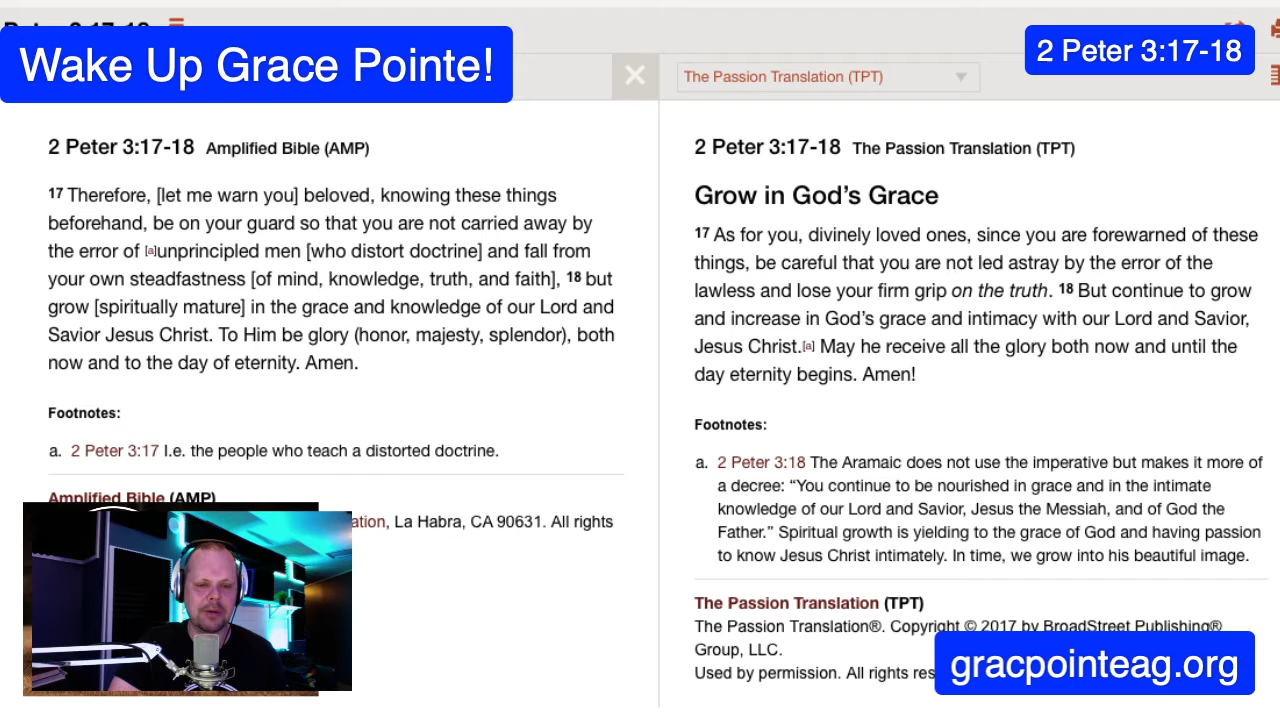 Wake Up Grace Pointe!
2 Peter 3:17-18
The Passion Translation (TPT)
2 Peter 3:17-18 Amplified Bible (AMP)
17 Therefore, [let me warn you] beloved, knowing these things
beforehand, be on your guard so that you are not carried away by
the error of [a]unprincipled men [who distort doctrine] and fall from
your own steadfastness [of mind, knowledge, truth, and faith], 18 but
grow [spiritually mature] in the grace and knowledge of our Lord and
Savior Jesus Christ. To Him be glory (honor, majesty, splendor), both
now and to the day of eternity. Amen.
Footnotes:
a. 2 Peter 3:17 I.e. the people who teach a distorted doctrine.
Amplified Bible (AMP)
ation, La Habra, CA 90631. All rights
2 Peter 3:17-18 The Passion Translation (TPT)
Grow in God's Grace
17 As for you, divinely loved ones, since you are forewarned of these
things, be careful that you are not led astray by the error of the
lawless and lose your firm grip on the truth. 18 But continue to grow
and increase in God's grace and intimacy with our Lord and Savior,
Jesus Christ.[a] May he receive all the glory both now and until the
day eternity begins. Amen!
Footnotes:
a. 2 Peter 3:18 The Aramaic does not use the imperative but makes it more of
a decree: "You continue to be nourished in grace and in the intimate
knowledge of our Lord and Savior, Jesus the Messiah, and of God the
Father." Spiritual growth is yielding to the grace of God and having passion
to know Jesus Christ intimately. In time, we grow into his beautiful image.
The Passion Translation (TPT)
The Passion Translation®. Copyright © 2017 by BroadStreet Publishing®
Group, LLC.
Used by permission. All rights res
gracpointeag.org